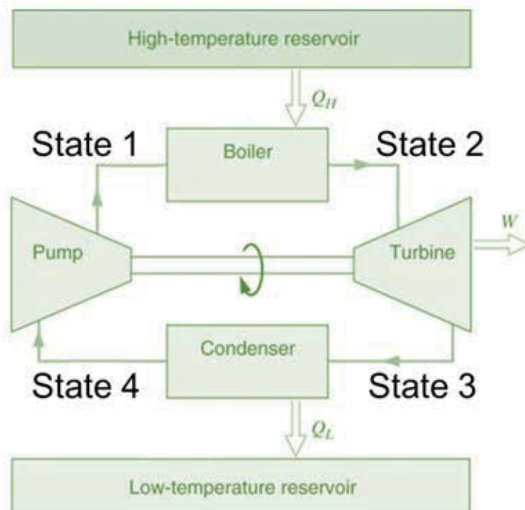 High-temperature reservoir
Q_H
State 1
State 2
Boiler
W
Pump
Turbine
Condenser
State 4
State 3
Q_L
Low-temperature reservoir